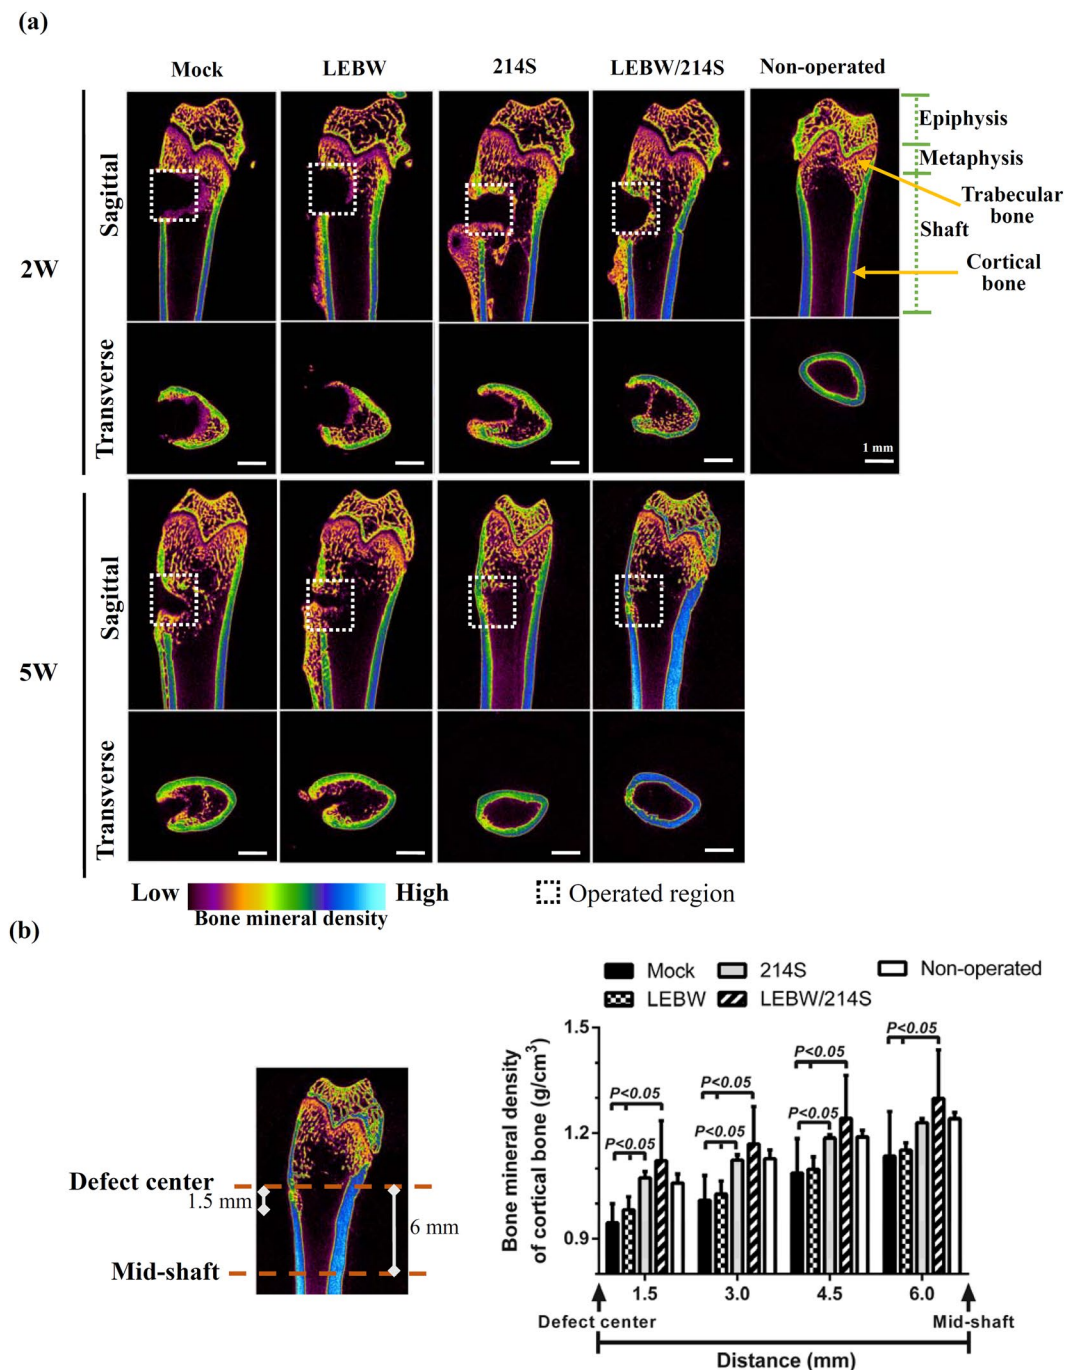 (a)
Mock LEBW 214S LEBW/214S Non-operated
2W
Sagittal
Epiphysis
Metaphysis
Trabecular
bone
Shaft
Cortical
bone
Transverse
1 mm
5W
Sagittal
Transverse
Low High
Bone mineral density
Operated region
(b)
Defect center
1.5 mm
6 mm
Mid-shaft
Mock 214S Non-operated
LEBW LEBW/214S
Bone mineral density
of cortical bone (g/cm³)
1.5
1.2
0.9
P<0.05
P<0.05
P<0.05
P<0.05
P<0.05
P<0.05
P<0.05
1.5 3.0 4.5 6.0
Defect center Mid-shaft
Distance (mm)